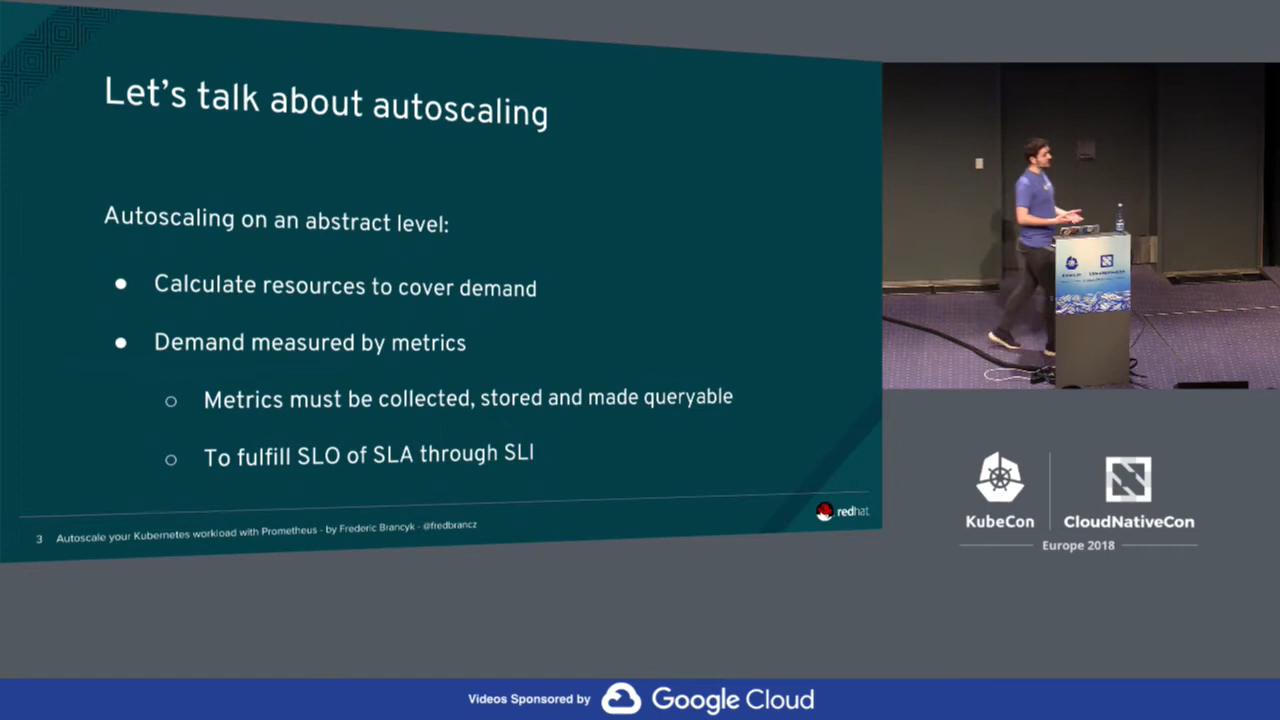 Let's talk about autoscaling
Autoscaling on an abstract level:
● Calculate resources to cover demand
● Demand measured by metrics
○ Metrics must be collected, stored and made queryable
○ To fulfill SLO of SLA through SLI
3 Autoscale your Kubernetes workload with Prometheus - by Frederic Brancyk - @fredbrancz
redhat
KubeCon
CloudNativeCon
Europe 2018
Videos Sponsored by Google Cloud